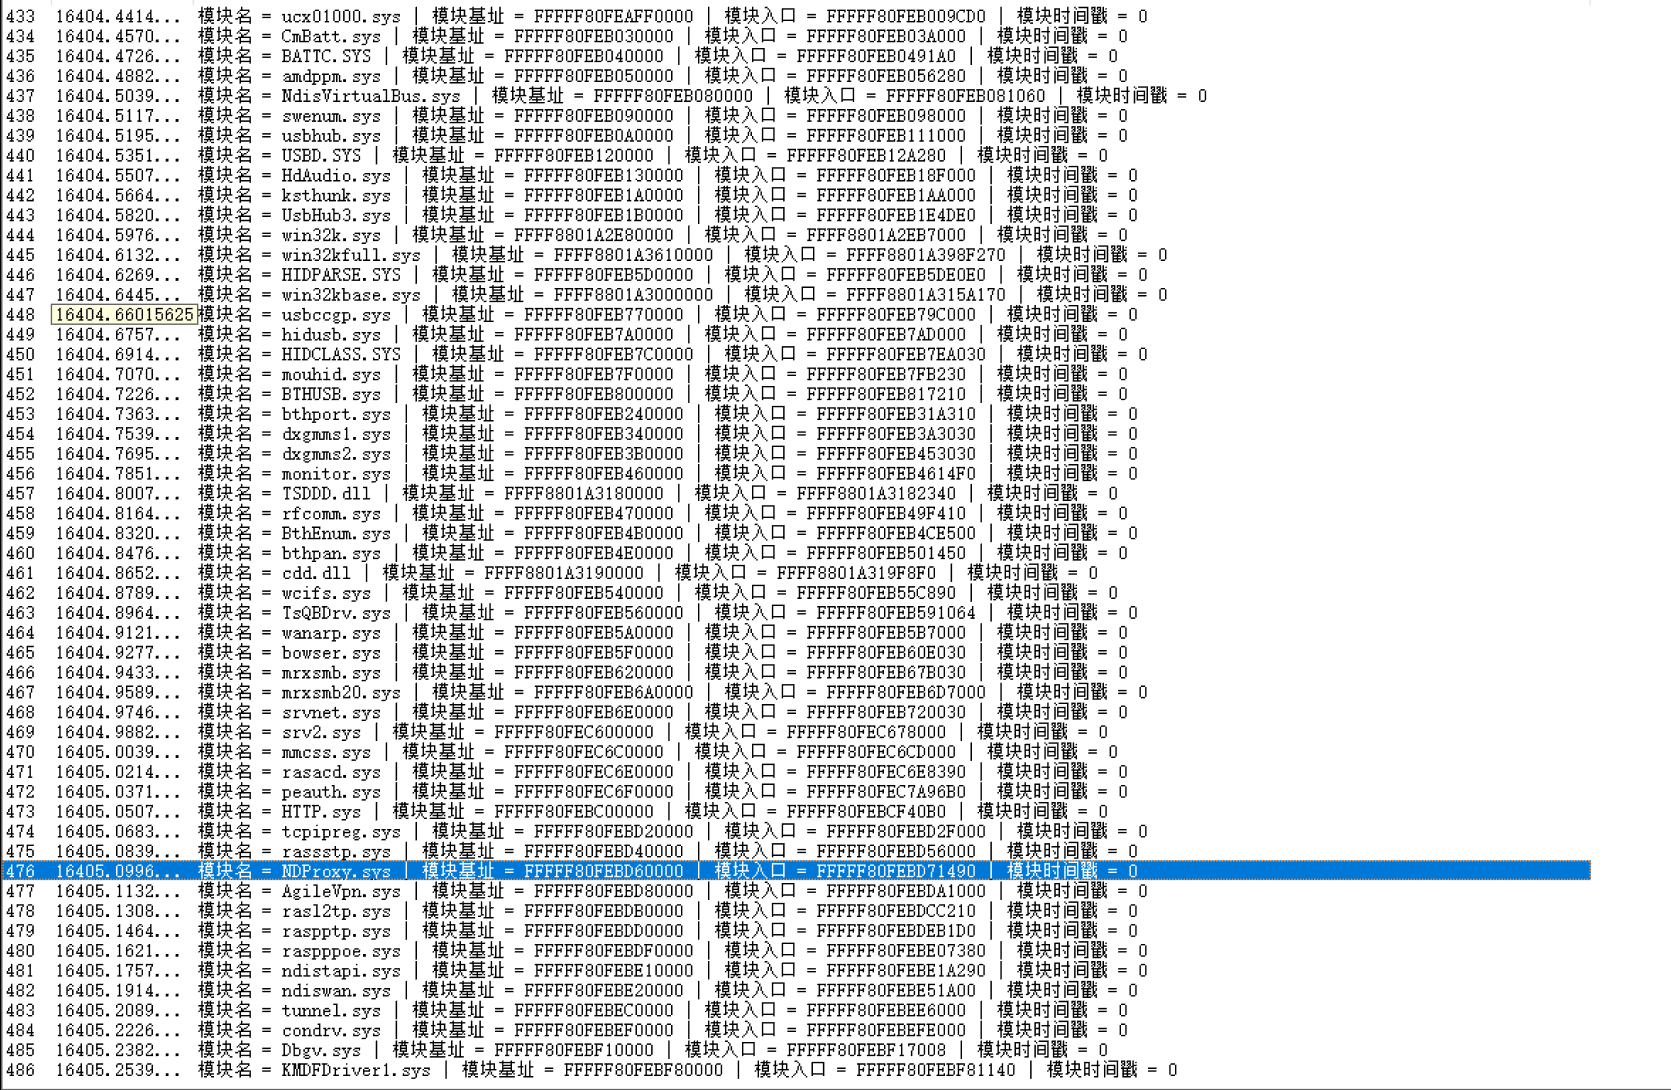 433 16404.4414... 模块名 = ucx01000.sys | 模块基址 = FFFFF80FEAFF0000 | 模块入口 = FFFFF80FEB009CD0 | 模块时间戳 = 0
434 16404.4570... 模块名 = CmBatt.sys | 模块基址 = FFFFF80FEB030000 | 模块入口 = FFFFF80FEB03A000 | 模块时间戳 = 0
435 16404.4726... 模块名 = BATTC.SYS | 模块基址 = FFFFF80FEB040000 | 模块入口 = FFFFF80FEB0491A0 | 模块时间戳 = 0
436 16404.4882... 模块名 = amdppm.sys | 模块基址 = FFFFF80FEB050000 | 模块入口 = FFFFF80FEB056280 | 模块时间戳 = 0
437 16404.5039... 模块名 = NdisVirtualBus.sys | 模块基址 = FFFFF80FEB080000 | 模块入口 = FFFFF80FEB081060 | 模块时间戳 = 0
438 16404.5117... 模块名 = swenum.sys | 模块基址 = FFFFF80FEB090000 | 模块入口 = FFFFF80FEB098000 | 模块时间戳 = 0
439 16404.5195... 模块名 = usbhub.sys | 模块基址 = FFFFF80FEB0A0000 | 模块入口 = FFFFF80FEB111000 | 模块时间戳 = 0
440 16404.5351... 模块名 = USBD.SYS | 模块基址 = FFFFF80FEB120000 | 模块入口 = FFFFF80FEB12A280 | 模块时间戳 = 0
441 16404.5507... 模块名 = HdAudio.sys | 模块基址 = FFFFF80FEB130000 | 模块入口 = FFFFF80FEB18F000 | 模块时间戳 = 0
442 16404.5664... 模块名 = ksthunk.sys | 模块基址 = FFFFF80FEB1A0000 | 模块入口 = FFFFF80FEB1AA000 | 模块时间戳 = 0
443 16404.5820... 模块名 = UsbHub3.sys | 模块基址 = FFFFF80FEB1B0000 | 模块入口 = FFFFF80FEB1E4DE0 | 模块时间戳 = 0
444 16404.5976... 模块名 = win32k.sys | 模块基址 = FFFF8801A2E80000 | 模块入口 = FFFF8801A2EB7000 | 模块时间戳 = 0
445 16404.6132... 模块名 = win32kfull.sys | 模块基址 = FFFF8801A3610000 | 模块入口 = FFFF8801A398F270 | 模块时间戳 = 0
446 16404.6269... 模块名 = HIDPARSE.SYS | 模块基址 = FFFFF80FEB5D0000 | 模块入口 = FFFFF80FEB5DE0E0 | 模块时间戳 = 0
447 16404.6445... 模块名 = win32kbase.sys | 模块基址 = FFFF8801A3000000 | 模块入口 = FFFF8801A315A170 | 模块时间戳 = 0
448 16404.66015625 模块名 = usbccgp.sys | 模块基址 = FFFFF80FEB770000 | 模块入口 = FFFFF80FEB79C000 | 模块时间戳 = 0
449 16404.6757... 模块名 = hidusb.sys | 模块基址 = FFFFF80FEB7A0000 | 模块入口 = FFFFF80FEB7AD000 | 模块时间戳 = 0
450 16404.6914... 模块名 = HIDCLASS.SYS | 模块基址 = FFFFF80FEB7C0000 | 模块入口 = FFFFF80FEB7EA030 | 模块时间戳 = 0
451 16404.7070... 模块名 = mouhid.sys | 模块基址 = FFFFF80FEB7F0000 | 模块入口 = FFFFF80FEB7FB230 | 模块时间戳 = 0
452 16404.7226... 模块名 = BTHUSB.sys | 模块基址 = FFFFF80FEB800000 | 模块入口 = FFFFF80FEB817210 | 模块时间戳 = 0
453 16404.7363... 模块名 = bthport.sys | 模块基址 = FFFFF80FEB240000 | 模块入口 = FFFFF80FEB31A310 | 模块时间戳 = 0
454 16404.7539... 模块名 = dxgmms1.sys | 模块基址 = FFFFF80FEB340000 | 模块入口 = FFFFF80FEB3A3030 | 模块时间戳 = 0
455 16404.7695... 模块名 = dxgmms2.sys | 模块基址 = FFFFF80FEB3B0000 | 模块入口 = FFFFF80FEB453030 | 模块时间戳 = 0
456 16404.7851... 模块名 = monitor.sys | 模块基址 = FFFFF80FEB460000 | 模块入口 = FFFFF80FEB4614F0 | 模块时间戳 = 0
457 16404.8007... 模块名 = TSDDD.dll | 模块基址 = FFFF8801A3180000 | 模块入口 = FFFF8801A3182340 | 模块时间戳 = 0
458 16404.8164... 模块名 = rfcomm.sys | 模块基址 = FFFFF80FEB470000 | 模块入口 = FFFFF80FEB49F410 | 模块时间戳 = 0
459 16404.8320... 模块名 = BthEnum.sys | 模块基址 = FFFFF80FEB4B0000 | 模块入口 = FFFFF80FEB4CE500 | 模块时间戳 = 0
460 16404.8476... 模块名 = bthpan.sys | 模块基址 = FFFFF80FEB4E0000 | 模块入口 = FFFFF80FEB501450 | 模块时间戳 = 0
461 16404.8652... 模块名 = cdd.dll | 模块基址 = FFFF8801A3190000 | 模块入口 = FFFF8801A319F8F0 | 模块时间戳 = 0
462 16404.8789... 模块名 = wcifs.sys | 模块基址 = FFFFF80FEB540000 | 模块入口 = FFFFF80FEB55C890 | 模块时间戳 = 0
463 16404.8964... 模块名 = TsQBDrv.sys | 模块基址 = FFFFF80FEB560000 | 模块入口 = FFFFF80FEB591064 | 模块时间戳 = 0
464 16404.9121... 模块名 = wanarp.sys | 模块基址 = FFFFF80FEB5A0000 | 模块入口 = FFFFF80FEB5B7000 | 模块时间戳 = 0
465 16404.9277... 模块名 = bowser.sys | 模块基址 = FFFFF80FEB5F0000 | 模块入口 = FFFFF80FEB60E030 | 模块时间戳 = 0
466 16404.9433... 模块名 = mrxsmb.sys | 模块基址 = FFFFF80FEB620000 | 模块入口 = FFFFF80FEB67B030 | 模块时间戳 = 0
467 16404.9589... 模块名 = mrxsmb20.sys | 模块基址 = FFFFF80FEB6A0000 | 模块入口 = FFFFF80FEB6D7000 | 模块时间戳 = 0
468 16404.9746... 模块名 = srvnet.sys | 模块基址 = FFFFF80FEB6E0000 | 模块入口 = FFFFF80FEB720030 | 模块时间戳 = 0
469 16404.9882... 模块名 = srv2.sys | 模块基址 = FFFFF80FEC600000 | 模块入口 = FFFFF80FEC678000 | 模块时间戳 = 0
470 16405.0039... 模块名 = mmcss.sys | 模块基址 = FFFFF80FEC6C0000 | 模块入口 = FFFFF80FEC6CD000 | 模块时间戳 = 0
471 16405.0214... 模块名 = rasacd.sys | 模块基址 = FFFFF80FEC6E0000 | 模块入口 = FFFFF80FEC6E8390 | 模块时间戳 = 0
472 16405.0371... 模块名 = peauth.sys | 模块基址 = FFFFF80FEC6F0000 | 模块入口 = FFFFF80FEC7A96B0 | 模块时间戳 = 0
473 16405.0507... 模块名 = HTTP.sys | 模块基址 = FFFFF80FEBC00000 | 模块入口 = FFFFF80FEBCF40B0 | 模块时间戳 = 0
474 16405.0683... 模块名 = tcpipreg.sys | 模块基址 = FFFFF80FEBD20000 | 模块入口 = FFFFF80FEBD2F000 | 模块时间戳 = 0
475 16405.0839... 模块名 = rassstp.sys | 模块基址 = FFFFF80FEBD40000 | 模块入口 = FFFFF80FEBD56000 | 模块时间戳 = 0
476 16405.0996... 模块名 = NDProxy.sys | 模块基址 = FFFFF80FEBD60000 | 模块入口 = FFFFF80FEBD71490 | 模块时间戳 = 0
477 16405.1132... 模块名 = AgileVpn.sys | 模块基址 = FFFFF80FEBD80000 | 模块入口 = FFFFF80FEBDA1000 | 模块时间戳 = 0
478 16405.1308... 模块名 = rasl2tp.sys | 模块基址 = FFFFF80FEBDB0000 | 模块入口 = FFFFF80FEBDCC210 | 模块时间戳 = 0
479 16405.1464... 模块名 = raspptp.sys | 模块基址 = FFFFF80FEBDD0000 | 模块入口 = FFFFF80FEBDEB1D0 | 模块时间戳 = 0
480 16405.1621... 模块名 = raspppoe.sys | 模块基址 = FFFFF80FEBDF0000 | 模块入口 = FFFFF80FEBE07380 | 模块时间戳 = 0
481 16405.1757... 模块名 = ndistapi.sys | 模块基址 = FFFFF80FEBE10000 | 模块入口 = FFFFF80FEBE1A290 | 模块时间戳 = 0
482 16405.1914... 模块名 = ndiswan.sys | 模块基址 = FFFFF80FEBE20000 | 模块入口 = FFFFF80FEBE51A00 | 模块时间戳 = 0
483 16405.2089... 模块名 = tunnel.sys | 模块基址 = FFFFF80FEBEC0000 | 模块入口 = FFFFF80FEBEE6000 | 模块时间戳 = 0
484 16405.2226... 模块名 = condrv.sys | 模块基址 = FFFFF80FEBEF0000 | 模块入口 = FFFFF80FEBEFE000 | 模块时间戳 = 0
485 16405.2382... 模块名 = Dbgv.sys | 模块基址 = FFFFF80FEBF10000 | 模块入口 = FFFFF80FEBF17008 | 模块时间戳 = 0
486 16405.2539... 模块名 = KMDFDriver1.sys | 模块基址 = FFFFF80FEBF80000 | 模块入口 = FFFFF80FEBF81140 | 模块时间戳 = 0